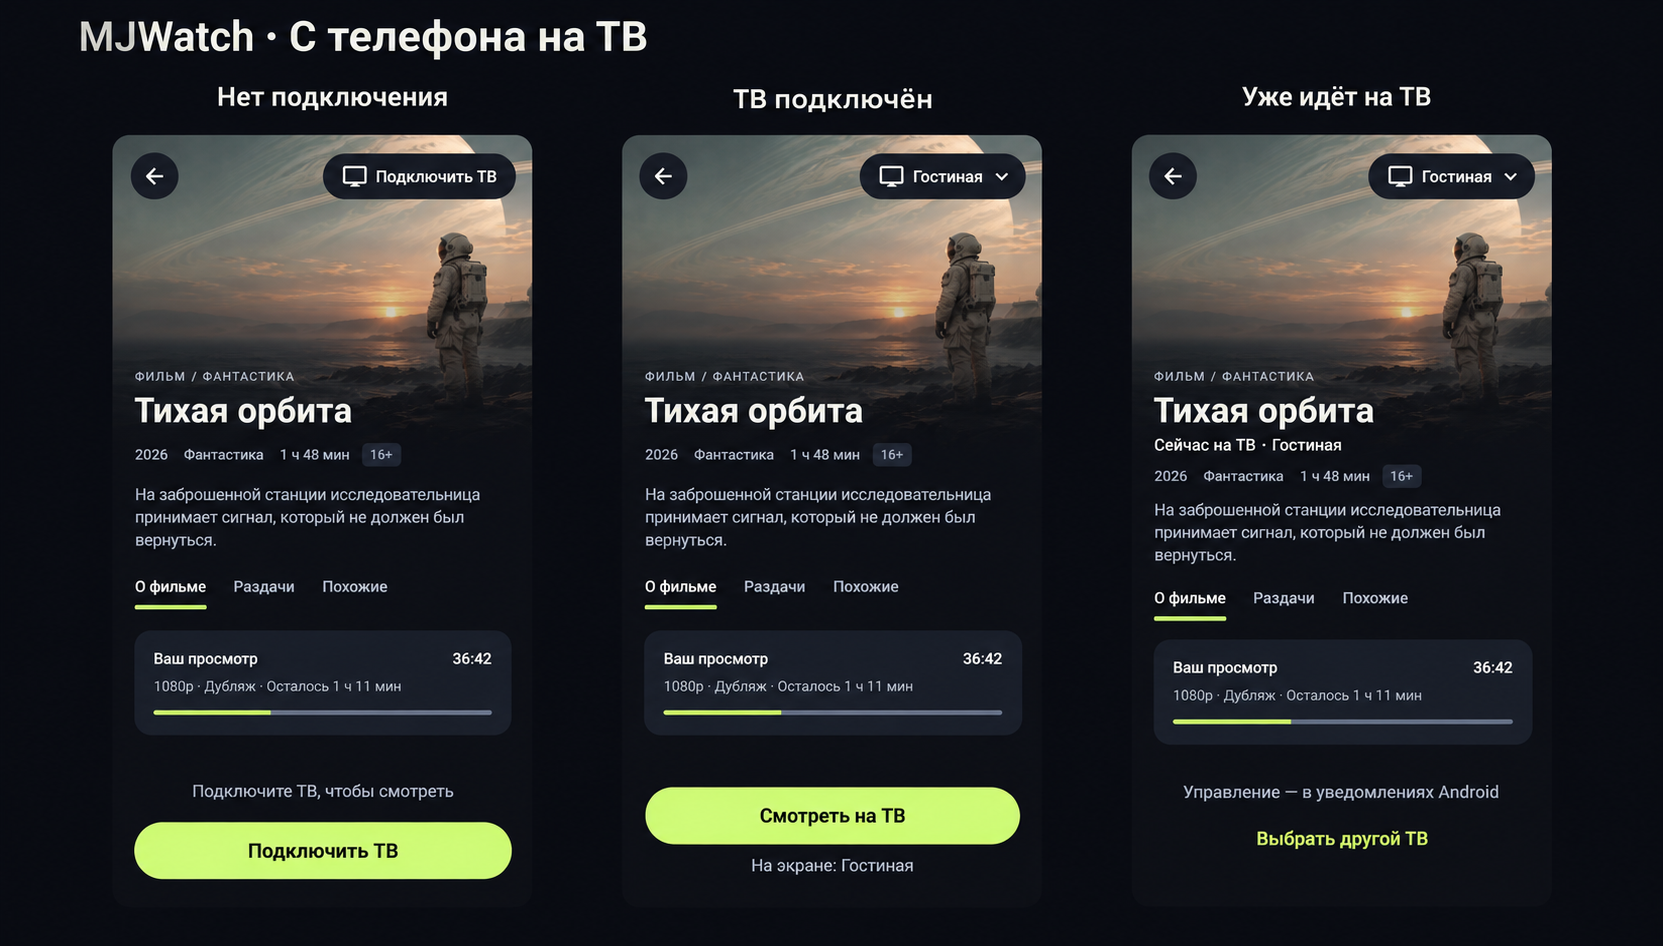 MJWatch · С телефона на ТВ
Нет подключения
Подключить ТВ
ФИЛЬМ / ФАНТАСТИКА
Тихая орбита
2026 Фантастика 1 ч 48 мин 16+
На заброшенной станции исследовательница
принимает сигнал, который не должен был
вернуться.
О фильме Раздачи Похожие
Ваш просмотр 36:42
1080p · Дубляж · Осталось 1 ч 11 мин
Подключите ТВ, чтобы смотреть
Подключить ТВ
ТВ подключён
Гостиная
ФИЛЬМ / ФАНТАСТИКА
Тихая орбита
2026 Фантастика 1 ч 48 мин 16+
На заброшенной станции исследовательница
принимает сигнал, который не должен был
вернуться.
О фильме Раздачи Похожие
Ваш просмотр 36:42
1080p · Дубляж · Осталось 1 ч 11 мин
Смотреть на ТВ
На экране: Гостиная
Уже идёт на ТВ
Гостиная
ФИЛЬМ / ФАНТАСТИКА
Тихая орбита
Сейчас на ТВ · Гостиная
2026 Фантастика 1 ч 48 мин 16+
На заброшенной станции исследовательница
принимает сигнал, который не должен был
вернуться.
О фильме Раздачи Похожие
Ваш просмотр 36:42
1080p · Дубляж · Осталось 1 ч 11 мин
Управление — в уведомлениях Android
Выбрать другой ТВ